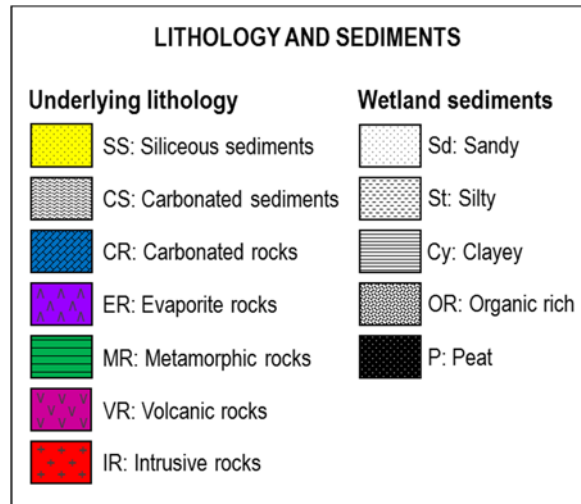 LITHOLOGY AND SEDIMENTS
Underlying lithology
SS: Siliceous sediments
CS: Carbonated sediments
CR: Carbonated rocks
ER: Evaporite rocks
MR: Metamorphic rocks
VR: Volcanic rocks
IR: Intrusive rocks
Wetland sediments
Sd: Sandy
St: Silty
Cy: Clayey
OR: Organic rich
P: Peat